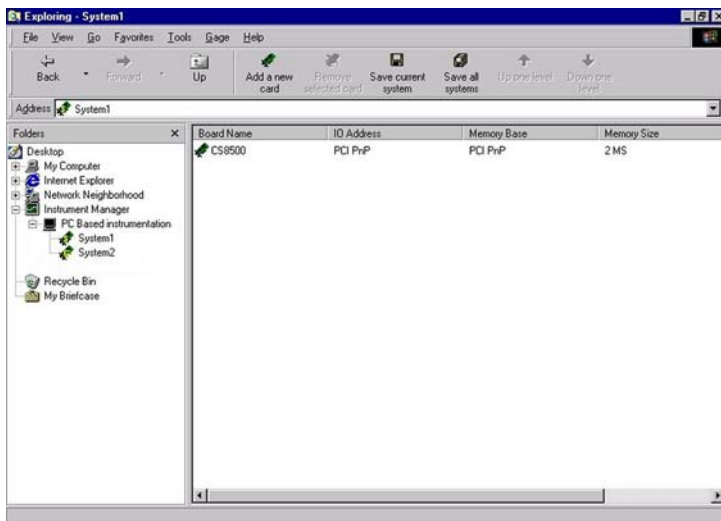 Exploring - System1
File View Go Favorites Tools Gage Help
Back Forward Up Add a new card Remove selected card Save current system Save all systems Up one level Down one level
Address System1
Folders
Board Name IO Address Memory Base Memory Size
CS8500 PCI PnP PCI PnP 2 MS
Desktop
My Computer
Internet Explorer
Network Neighborhood
Instrument Manager
PC Based instrumentation
System1
System2
Recycle Bin
My Briefcase